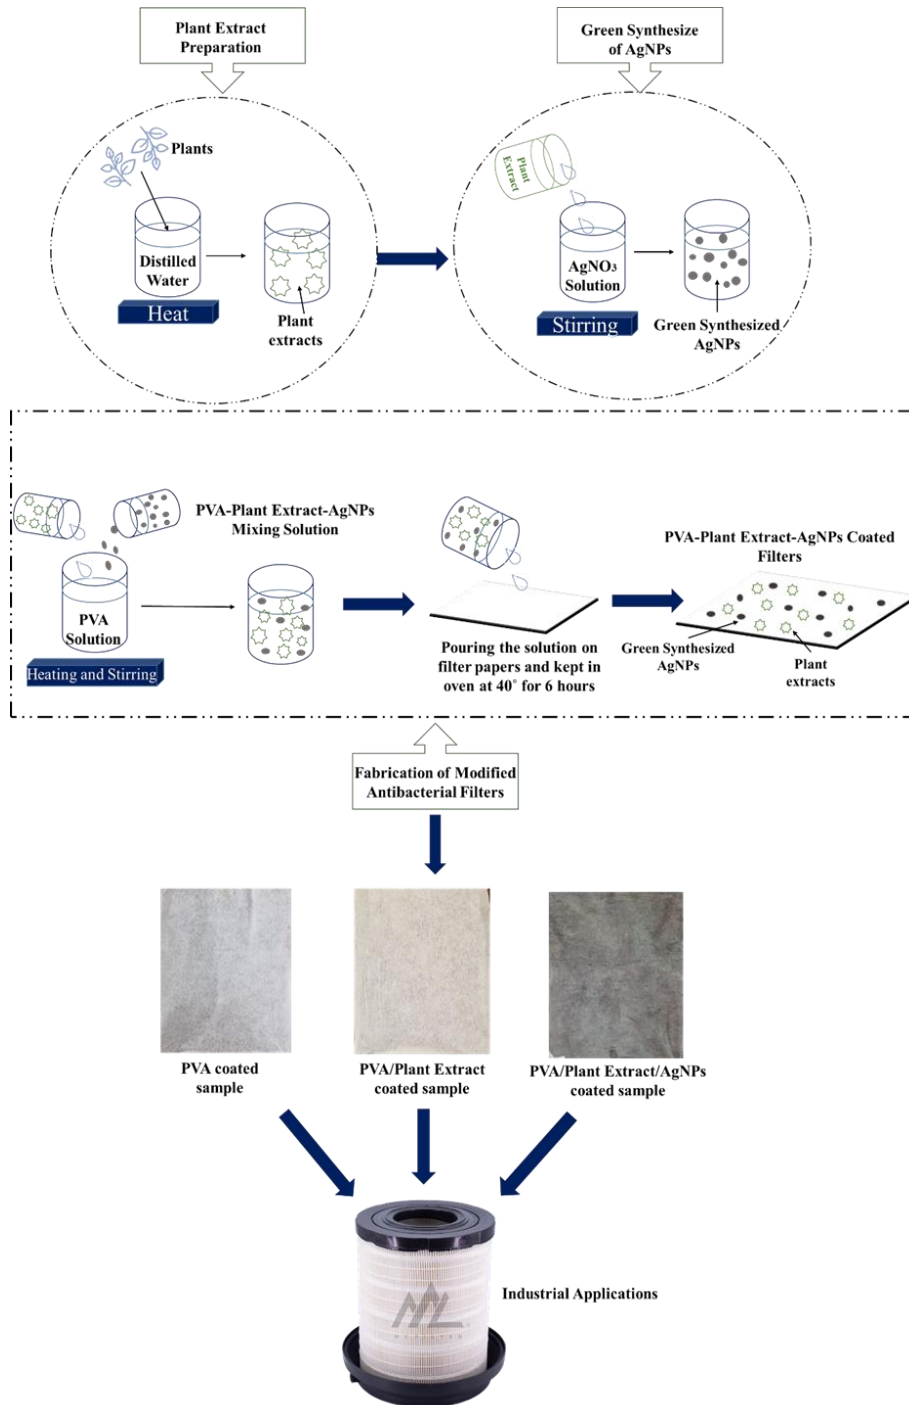 Plant Extract
Preparation
Green Synthesize
of AgNPs
Plants
Distilled
Water
Heat
Plant
extracts
Plant
Extract
AgNO₃
Solution
Stirring
Green Synthesized
AgNPs
PVA-Plant Extract-AgNPs
Mixing Solution
PVA
Solution
Heating and Stirring
Pouring the solution on
filter papers and kept in
oven at 40° for 6 hours
PVA-Plant Extract-AgNPs Coated
Filters
Green Synthesized
AgNPs
Plant
extracts
Fabrication of Modified
Antibacterial Filters
PVA coated
sample
PVA/Plant Extract
coated sample
PVA/Plant Extract/AgNPs
coated sample
Industrial Applications